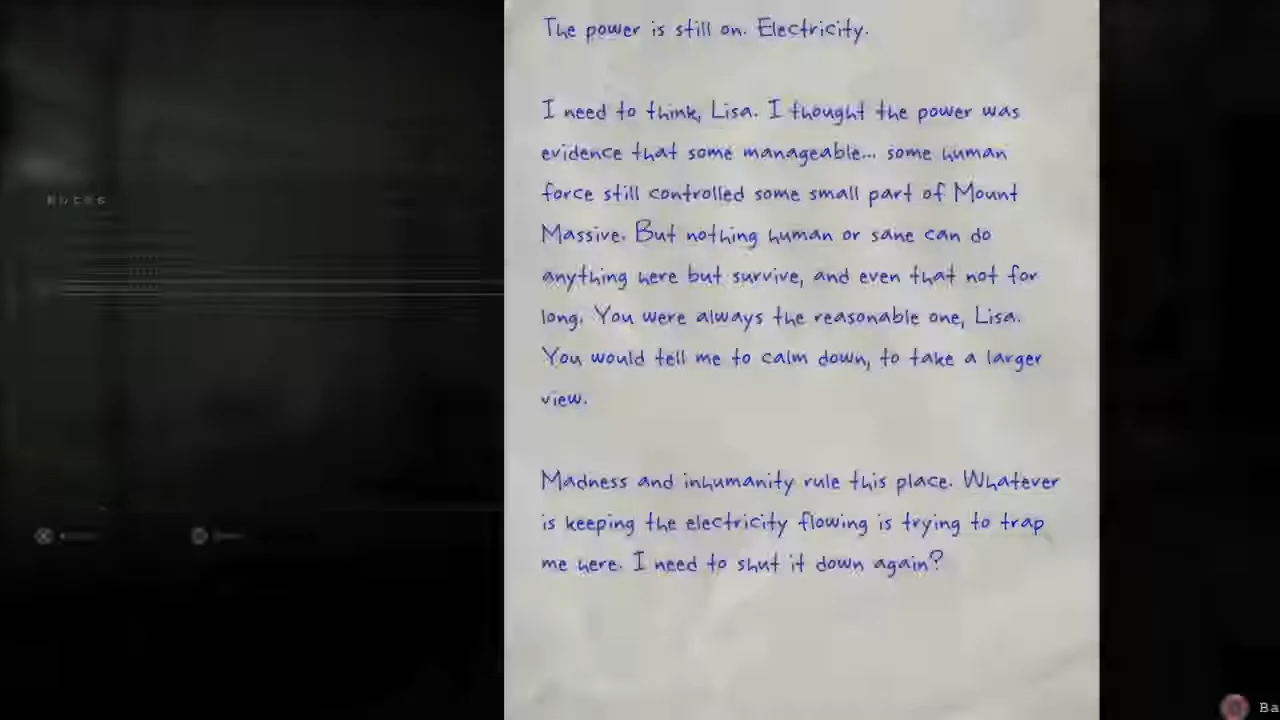 The power is still on. Electricity.
I need to think, Lisa. I thought the power was
evidence that some manageable... some human
force still controlled some small part of Mount
Massive. But nothing human or sane can do
anything here but survive, and even that not for
long. You were always the reasonable one, Lisa.
You would tell me to calm down, to take a larger
view.
Madness and inhumanity rule this place. Whatever
is keeping the electricity flowing is trying to trap
me here. I need to shut it down again?
Notes
Ba